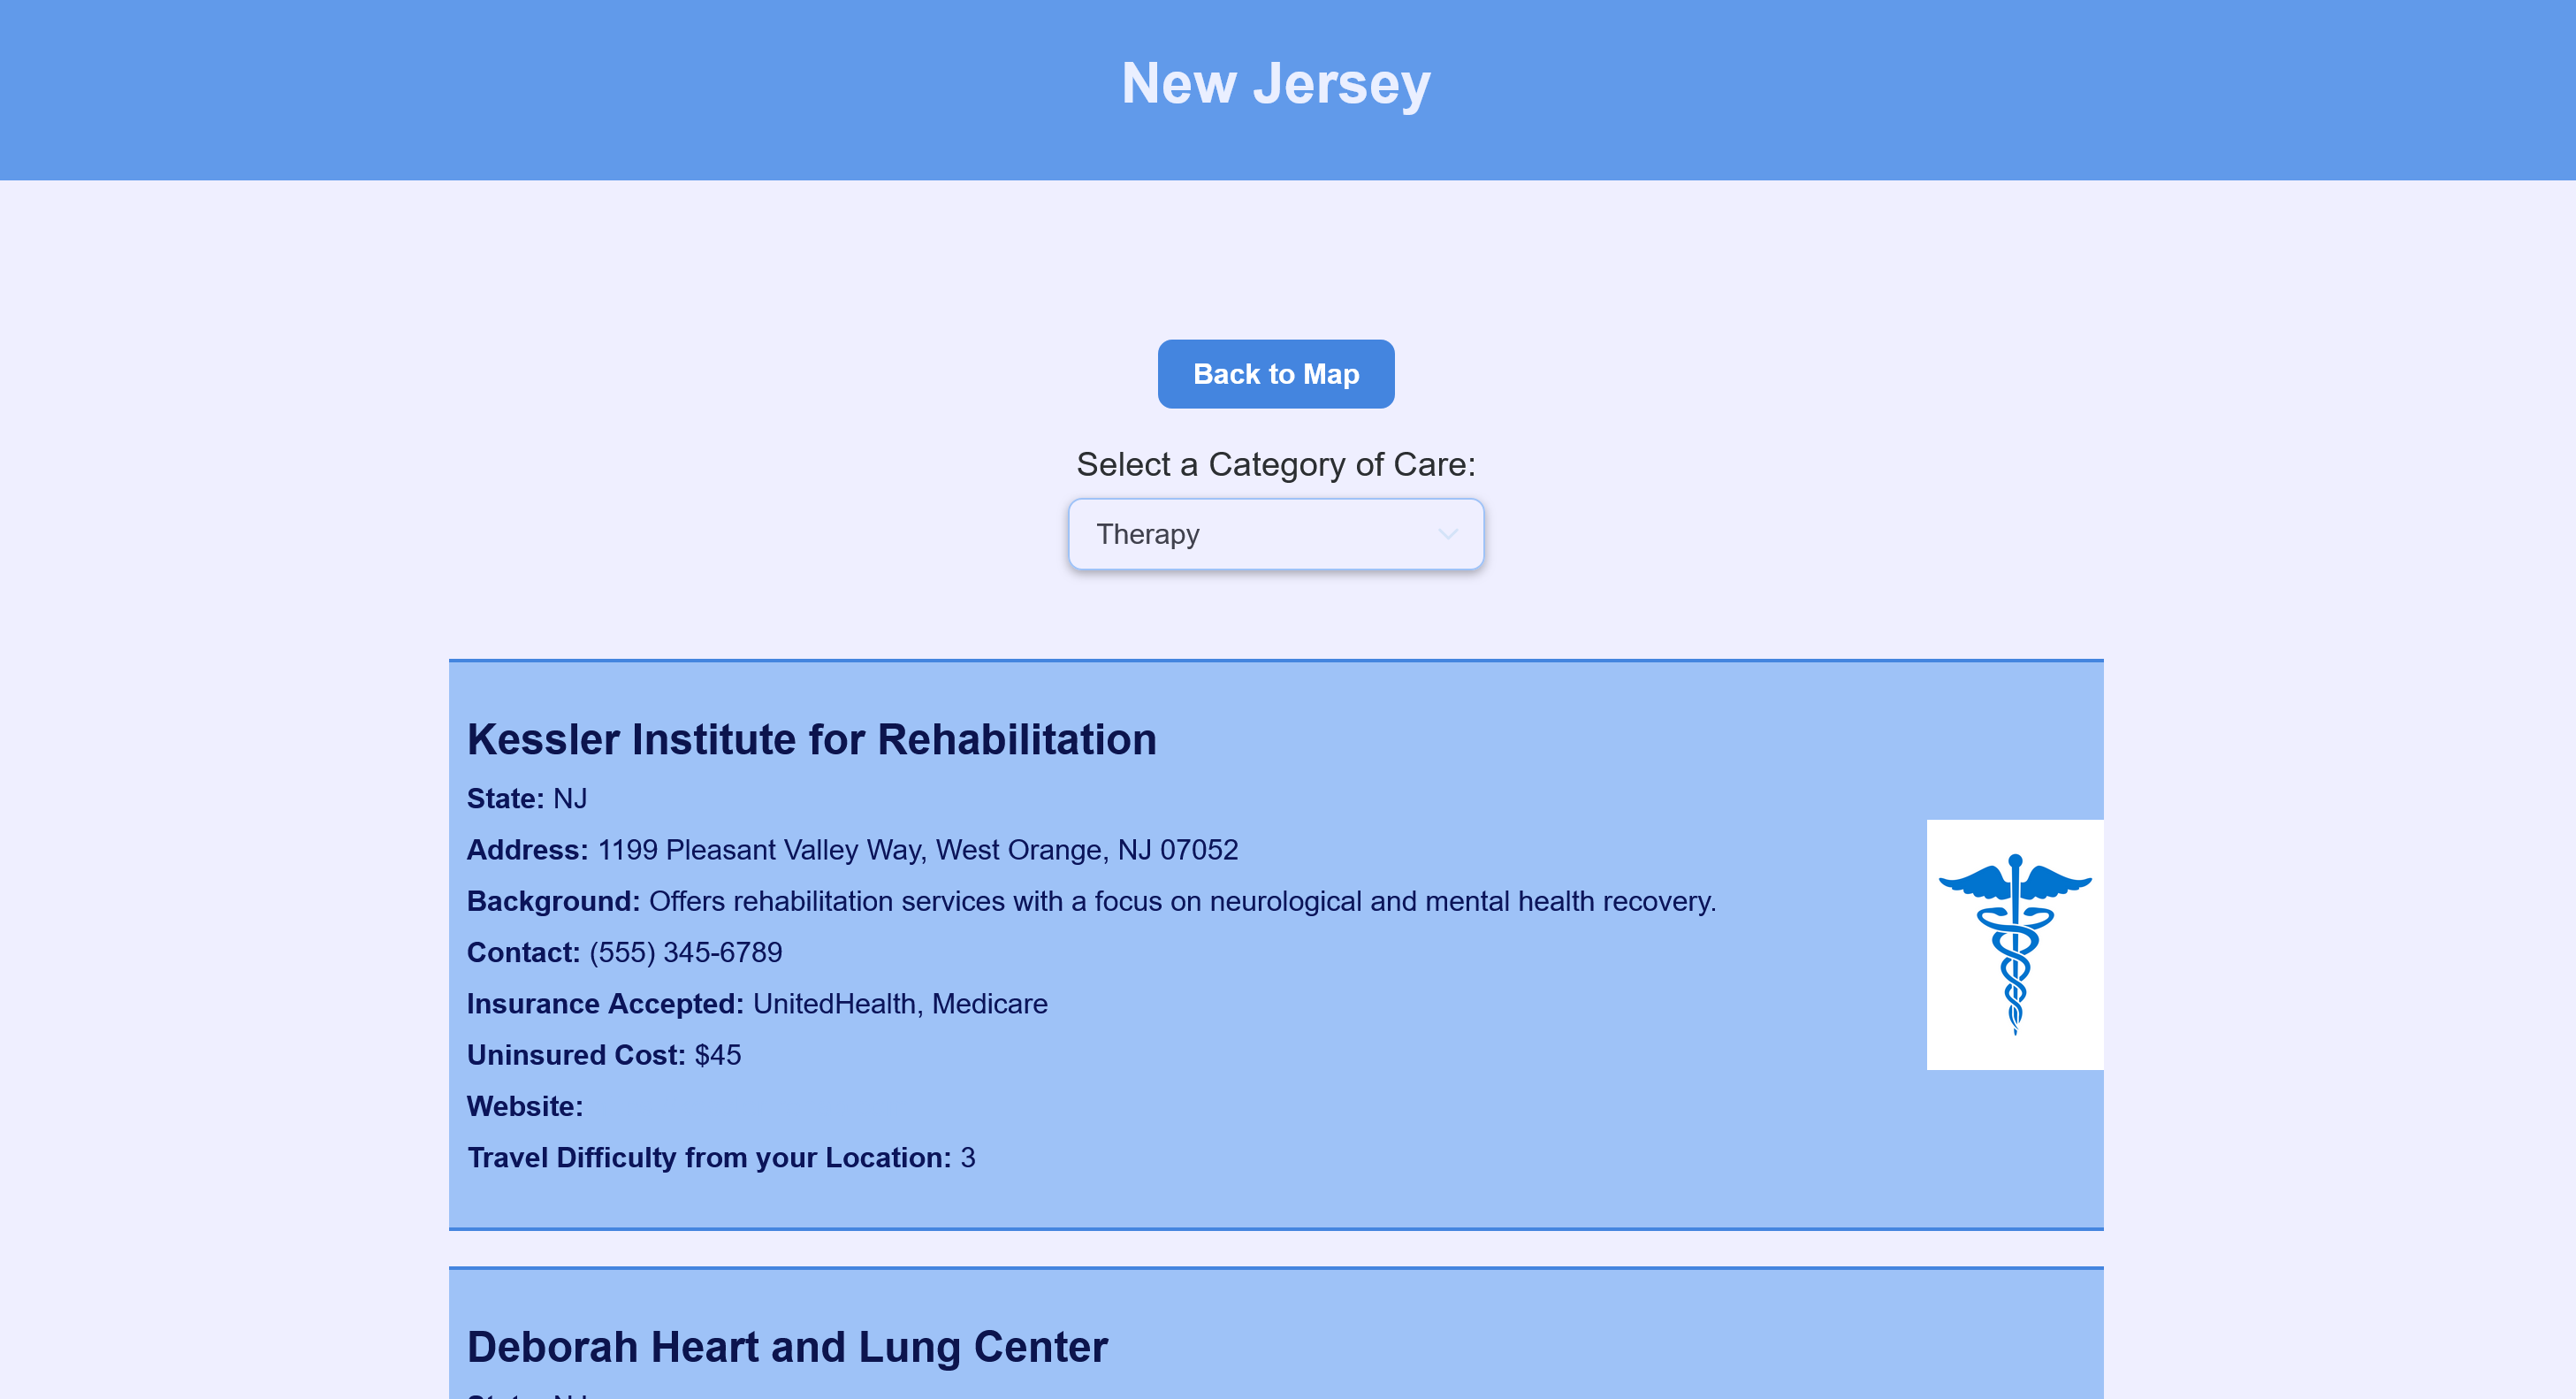 New Jersey
Back to Map
Select a Category of Care:
Therapy
Kessler Institute for Rehabilitation
State: NJ
Address: 1199 Pleasant Valley Way, West Orange, NJ 07052
Background: Offers rehabilitation services with a focus on neurological and mental health recovery.
Contact: (555) 345-6789
Insurance Accepted: UnitedHealth, Medicare
Uninsured Cost: $45
Website:
Travel Difficulty from your Location: 3
Deborah Heart and Lung Center